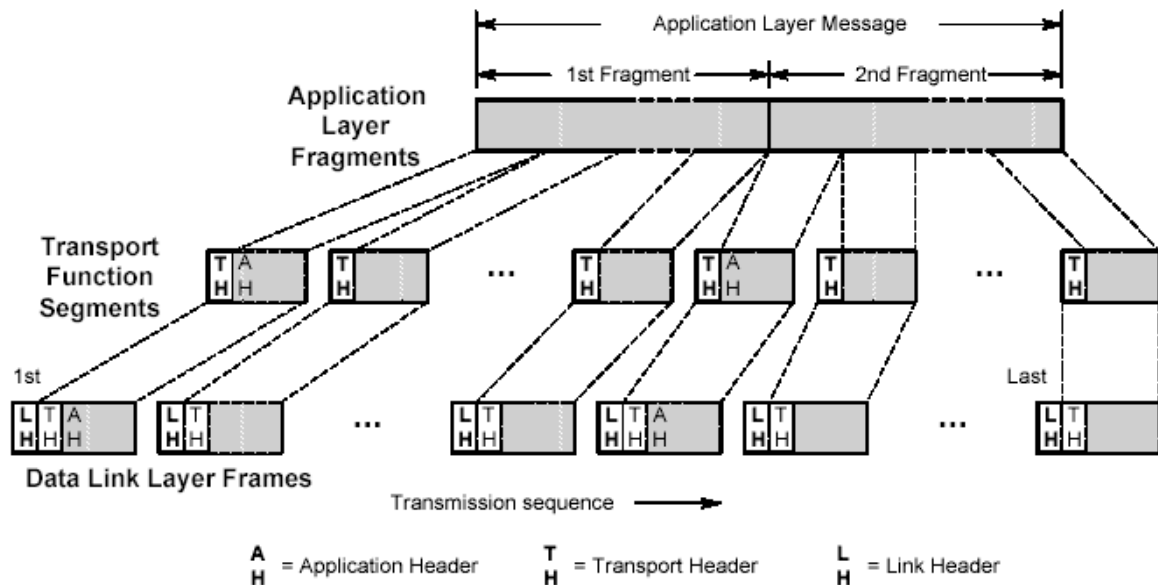 Application Layer Message
1st Fragment
2nd Fragment
Application
Layer
Fragments
Transport
Function
Segments
T A
H H
T
H
...
T
H
T A
H H
T
H
...
T
H
1st
Last
L T A
H H H
L T
H H
...
L T
H H
L T A
H H H
L T
H H
...
L T
H H
Data Link Layer Frames
Transmission sequence
A
H = Application Header
T
H = Transport Header
L
H = Link Header